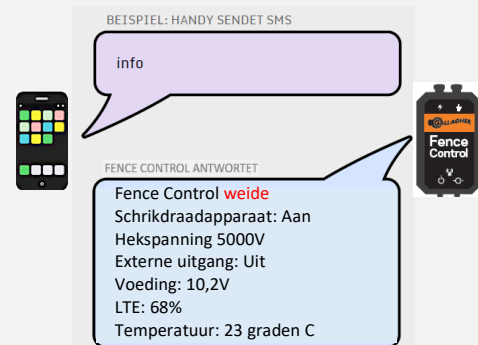 BEISPIEL: HANDY SENDET SMS
info
GALLAGHER
Fence
Control
FENCE CONTROL ANTWORTET
Fence Control weide
Schrikdraadapparaat: Aan
Hekspanning 5000V
Externe uitgang: Uit
Voeding: 10,2V
LTE: 68%
Temperatuur: 23 graden C